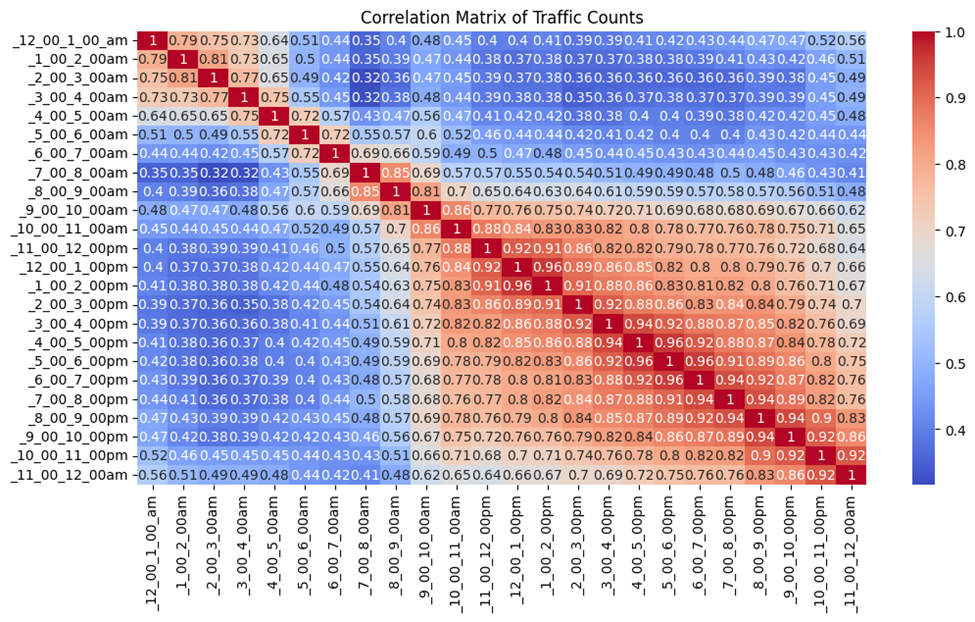 Correlation Matrix of Traffic Counts
_12_00_1_00_am 1 0.79 0.75 0.73 0.64 0.51 0.44 0.35 0.4 0.48 0.45 0.4 0.4 0.41 0.39 0.39 0.41 0.42 0.43 0.44 0.47 0.47 0.52 0.56 1.0
_1_00_2_00am 0.79 1 0.81 0.73 0.65 0.5 0.44 0.35 0.39 0.47 0.44 0.38 0.37 0.38 0.37 0.37 0.38 0.38 0.39 0.41 0.43 0.42 0.46 0.51
_2_00_3_00am 0.75 0.81 1 0.77 0.65 0.49 0.42 0.32 0.36 0.47 0.45 0.39 0.37 0.38 0.36 0.36 0.36 0.36 0.36 0.36 0.39 0.38 0.45 0.49
_3_00_4_00am 0.73 0.73 0.77 1 0.75 0.55 0.45 0.32 0.38 0.48 0.44 0.39 0.38 0.38 0.35 0.36 0.37 0.38 0.37 0.37 0.39 0.39 0.45 0.49 0.9
_4_00_5_00am 0.64 0.65 0.65 0.75 1 0.72 0.57 0.43 0.47 0.56 0.47 0.41 0.42 0.42 0.38 0.38 0.4 0.4 0.39 0.38 0.42 0.42 0.45 0.48
_5_00_6_00am 0.51 0.5 0.49 0.55 0.72 1 0.72 0.55 0.57 0.6 0.52 0.46 0.44 0.44 0.42 0.41 0.42 0.4 0.4 0.4 0.43 0.42 0.44 0.44
_6_00_7_00am 0.44 0.44 0.42 0.45 0.57 0.72 1 0.69 0.66 0.59 0.49 0.5 0.47 0.48 0.45 0.44 0.45 0.43 0.43 0.44 0.45 0.43 0.43 0.42 0.8
_7_00_8_00am 0.35 0.35 0.32 0.32 0.43 0.55 0.69 1 0.85 0.69 0.57 0.57 0.55 0.54 0.54 0.51 0.49 0.49 0.48 0.5 0.48 0.46 0.43 0.41
_8_00_9_00am 0.4 0.39 0.36 0.38 0.47 0.57 0.66 0.85 1 0.81 0.7 0.65 0.64 0.63 0.64 0.61 0.59 0.59 0.57 0.58 0.57 0.56 0.51 0.48
_9_00_10_00am 0.48 0.47 0.47 0.48 0.56 0.6 0.59 0.69 0.81 1 0.86 0.77 0.76 0.75 0.74 0.72 0.71 0.69 0.68 0.68 0.69 0.67 0.66 0.62
_10_00_11_00am 0.45 0.44 0.45 0.44 0.47 0.52 0.49 0.57 0.7 0.86 1 0.88 0.84 0.83 0.83 0.82 0.8 0.78 0.77 0.76 0.78 0.75 0.71 0.65 0.7
_11_00_12_00pm 0.4 0.38 0.39 0.39 0.41 0.46 0.5 0.57 0.65 0.77 0.88 1 0.92 0.91 0.86 0.82 0.82 0.79 0.78 0.77 0.76 0.72 0.68 0.64
_12_00_1_00pm 0.4 0.37 0.37 0.38 0.42 0.44 0.47 0.55 0.64 0.76 0.84 0.92 1 0.96 0.89 0.86 0.85 0.82 0.8 0.8 0.79 0.76 0.7 0.66
_1_00_2_00pm 0.41 0.38 0.38 0.38 0.42 0.44 0.48 0.54 0.63 0.75 0.83 0.91 0.96 1 0.91 0.88 0.86 0.83 0.81 0.82 0.8 0.76 0.71 0.67
_2_00_3_00pm 0.39 0.37 0.36 0.35 0.38 0.42 0.45 0.54 0.64 0.74 0.83 0.86 0.89 0.91 1 0.92 0.88 0.86 0.83 0.84 0.84 0.79 0.74 0.7 0.6
_3_00_4_00pm 0.39 0.37 0.36 0.36 0.38 0.41 0.44 0.51 0.61 0.72 0.82 0.82 0.86 0.88 0.92 1 0.94 0.92 0.88 0.87 0.85 0.82 0.76 0.69
_4_00_5_00pm 0.41 0.38 0.36 0.37 0.4 0.42 0.45 0.49 0.59 0.71 0.8 0.82 0.85 0.86 0.88 0.94 1 0.96 0.92 0.88 0.87 0.84 0.78 0.72
_5_00_6_00pm 0.42 0.38 0.36 0.38 0.4 0.4 0.43 0.49 0.59 0.69 0.78 0.79 0.82 0.83 0.86 0.92 0.96 1 0.96 0.91 0.89 0.86 0.8 0.75 0.5
_6_00_7_00pm 0.43 0.39 0.36 0.37 0.39 0.4 0.43 0.48 0.57 0.68 0.77 0.78 0.8 0.81 0.83 0.88 0.92 0.96 1 0.94 0.92 0.87 0.82 0.76
_7_00_8_00pm 0.44 0.41 0.36 0.37 0.38 0.4 0.44 0.5 0.58 0.68 0.76 0.77 0.8 0.82 0.84 0.87 0.88 0.91 0.94 1 0.94 0.89 0.82 0.76
_8_00_9_00pm 0.47 0.43 0.39 0.39 0.42 0.43 0.45 0.48 0.57 0.69 0.78 0.76 0.79 0.8 0.84 0.85 0.87 0.89 0.92 0.94 1 0.94 0.9 0.83
_9_00_10_00pm 0.47 0.42 0.38 0.39 0.42 0.42 0.43 0.46 0.56 0.67 0.75 0.72 0.76 0.76 0.79 0.82 0.84 0.86 0.87 0.89 0.94 1 0.92 0.86 0.4
_10_00_11_00pm 0.52 0.46 0.45 0.45 0.45 0.44 0.43 0.43 0.51 0.66 0.71 0.68 0.7 0.71 0.74 0.76 0.78 0.8 0.82 0.82 0.9 0.92 1 0.92
_11_00_12_00am 0.56 0.51 0.49 0.49 0.48 0.44 0.42 0.41 0.48 0.62 0.65 0.64 0.66 0.67 0.7 0.69 0.72 0.75 0.76 0.76 0.83 0.86 0.92 1
_12_00_1_00_am
_1_00_2_00am
_2_00_3_00am
_3_00_4_00am
_4_00_5_00am
_5_00_6_00am
_6_00_7_00am
_7_00_8_00am
_8_00_9_00am
_9_00_10_00am
_10_00_11_00am
_11_00_12_00pm
_12_00_1_00pm
_1_00_2_00pm
_2_00_3_00pm
_3_00_4_00pm
_4_00_5_00pm
_5_00_6_00pm
_6_00_7_00pm
_7_00_8_00pm
_8_00_9_00pm
_9_00_10_00pm
_10_00_11_00pm
_11_00_12_00am